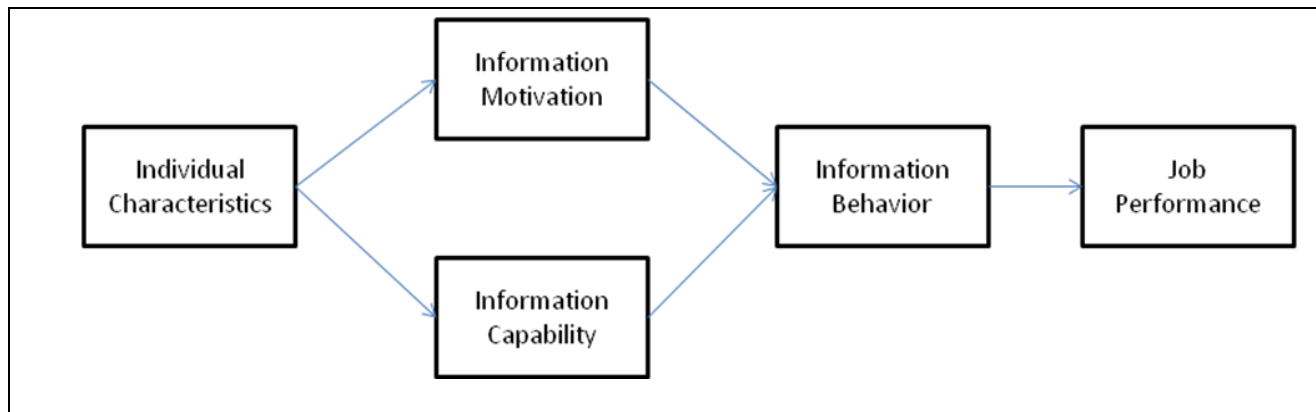 Information
Motivation
Individual
Characteristics
Information
Behavior
Job
Performance
Information
Capability